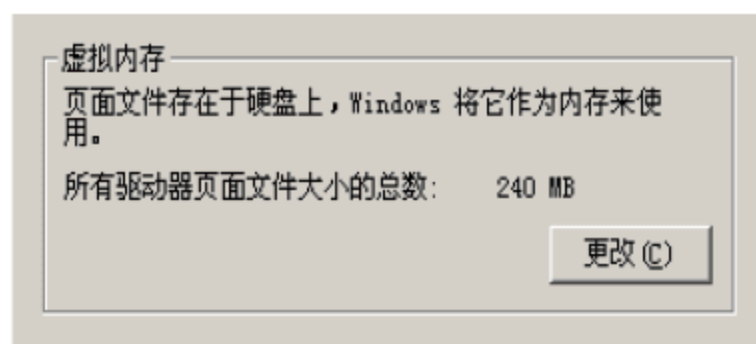 虚拟内存
页面文件存在于硬盘上，Windows 将它作为内存来使
用。
所有驱动器页面文件大小的总数: 240 MB
更改(C)